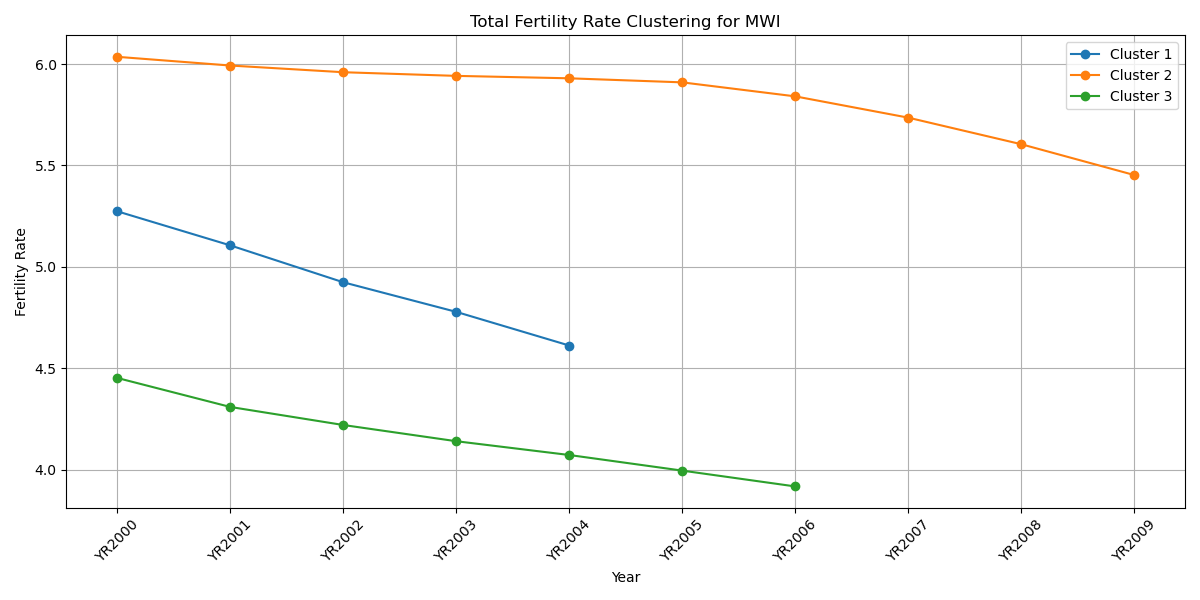 Total Fertility Rate Clustering for MWI
Cluster 1
Cluster 2
Cluster 3
Fertility Rate
6.0
5.5
5.0
4.5
4.0
YR2000
YR2001
YR2002
YR2003
YR2004
YR2005
YR2006
YR2007
YR2008
YR2009
Year